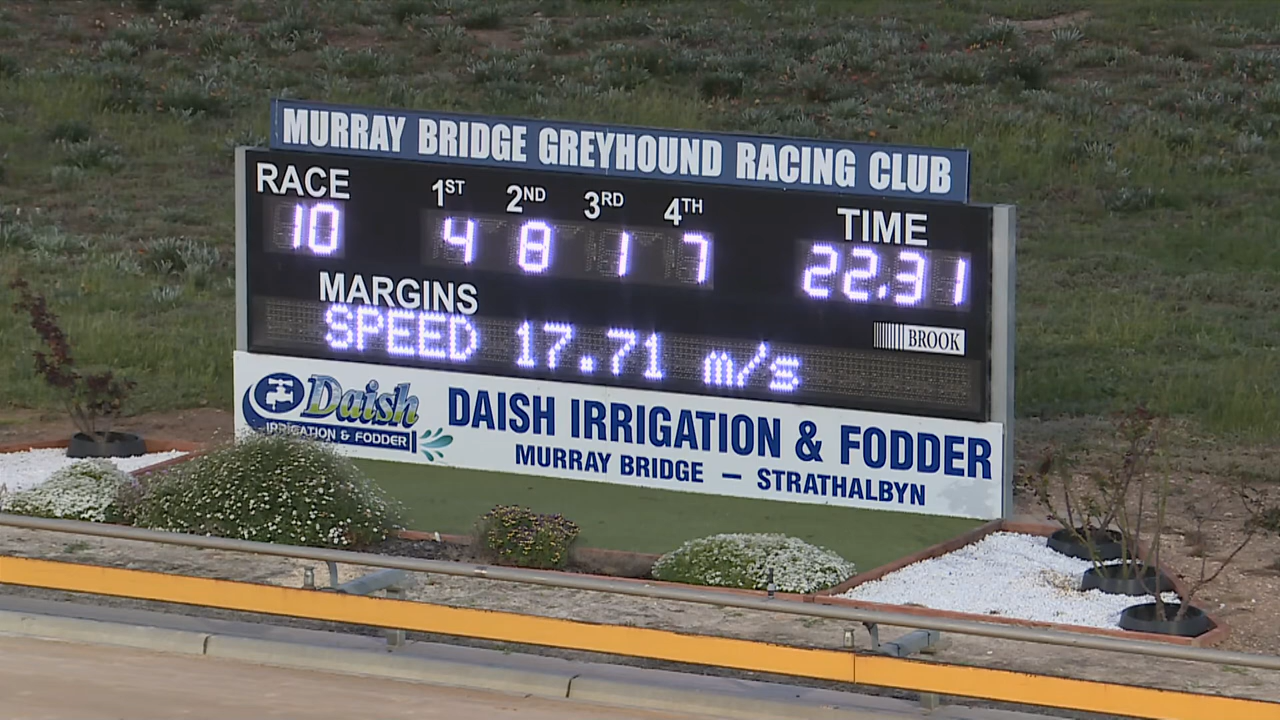 MURRAY BRIDGE GREYHOUND RACING CLUB
RACE 1ST 2ND 3RD 4TH TIME
10 4 8 1 7 22.31
MARGINS
SPEED 17.71 m/s
BROOK
Daish
IRRIGATION & FODDER
DAISH IRRIGATION & FODDER
MURRAY BRIDGE – STRATHALBYN